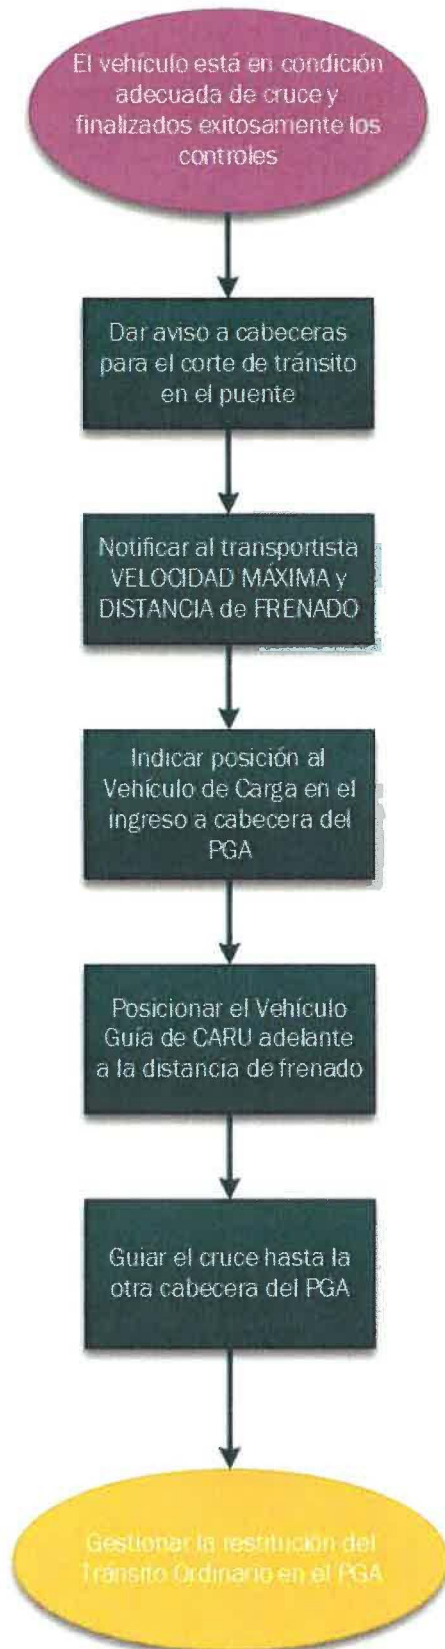 El vehículo está en condición
adecuada de cruce y
finalizados exitosamente los
controles
Dar aviso a cabeceras
para el corte de tránsito
en el puente
Notificar al transportista
VELOCIDAD MÁXIMA y
DISTANCIA de FRENADO
Indicar posición al
Vehículo de Carga en el
ingreso a cabecera del
PGA
Posicionar el Vehículo
Guía de CARU adelante
a la distancia de frenado
Guiar el cruce hasta la
otra cabecera del PGA
Gestionar la restitución del
Tránsito Ordinario en el PGA